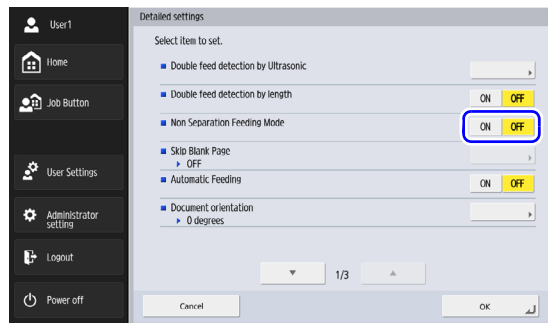 User1
Home
Job Button
User Settings
Administrator
setting
Logout
Power off
Detailed settings
Select item to set.
Double feed detection by Ultrasonic
Double feed detection by length
ON OFF
Non Separation Feeding Mode
ON OFF
Skip Blank Page
OFF
Automatic Feeding
ON OFF
Document orientation
0 degrees
1/3
Cancel
OK